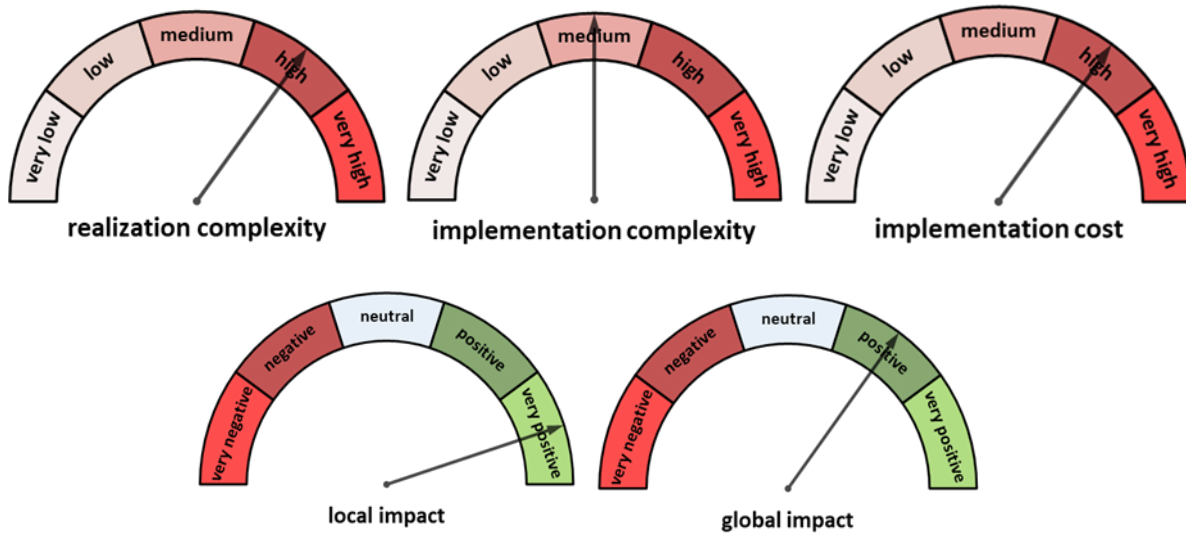 very low
low
medium
high
very high
realization complexity
very low
low
medium
high
very high
implementation complexity
very low
low
medium
high
very high
implementation cost
very negative
negative
neutral
positive
very positive
local impact
very negative
negative
neutral
positive
very positive
global impact